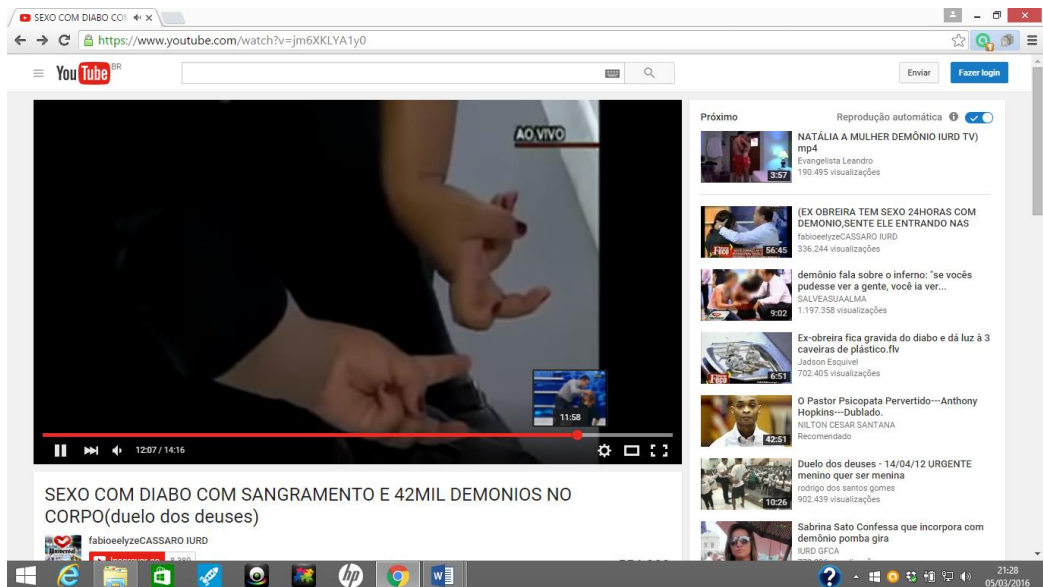 SEXO COM DIABO CON
https://www.youtube.com/watch?v=jm6XKLYA1y0
YouTube BR
Enviar
Fazer login
AO VIVO
11:58
12:07 / 14:16
SEXO COM DIABO COM SANGRAMENTO E 42MIL DEMONIOS NO
CORPO(duelo dos deuses)
Universal
fabioeelyzeCASSARO IURD
Inscrever-se 8.389
Próximo
Reprodução automática
NATÁLIA A MULHER DEMÔNIO IURD TV)
mp4
Evangelista Leandro
190.495 visualizações
3:57
(EX OBREIRA TEM SEXO 24HORAS COM
DEMONIO,SENTE ELE ENTRANDO NAS
fabioeelyzeCASSARO IURD
336.244 visualizações
56:45
demônio fala sobre o inferno: "se vocês
pudesse ver a gente, você ia ver...
SALVEASUAALMA
1.197.358 visualizações
9:02
Ex-obreira fica gravida do diabo e dá luz à 3
caveiras de plástico.flv
Jadson Esquivel
702.405 visualizações
6:51
O Pastor Psicopata Pervertido---Anthony
Hopkins---Dublado.
NILTON CESAR SANTANA
Recomendado
42:51
Duelo dos deuses - 14/04/12 URGENTE
menino quer ser menina
rodrigo dos santos gomes
902.439 visualizações
10:26
Sabrina Sato Confessa que incorpora com
demônio pomba gira
IURD GFCA
hp
21:28
05/03/2016